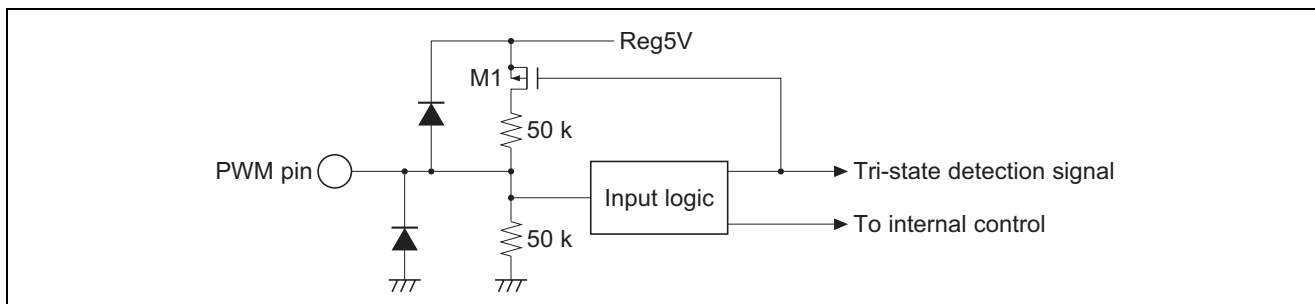 Reg5V
M1
50 k
PWM pin
Tri-state detection signal
Input logic
To internal control
50 k